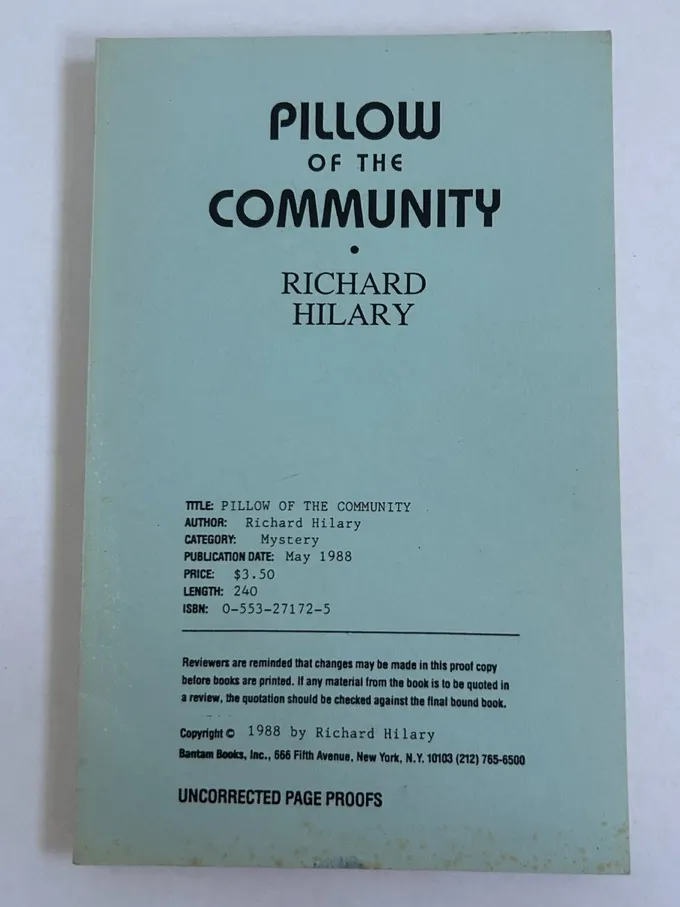 PILLOW
OF THE
COMMUNITY
•
RICHARD
HILARY
TITLE: PILLOW OF THE COMMUNITY
AUTHOR: Richard Hilary
CATEGORY: Mystery
PUBLICATION DATE: May 1988
PRICE: $3.50
LENGTH: 240
ISBN: 0-553-27172-5
Reviewers are reminded that changes may be made in this proof copy
before books are printed. If any material from the book is to be quoted in
a review, the quotation should be checked against the final bound book.
Copyright © 1988 by Richard Hilary
Bantam Books, Inc., 666 Fifth Avenue, New York, N.Y. 10103 (212) 765-6500
UNCORRECTED PAGE PROOFS